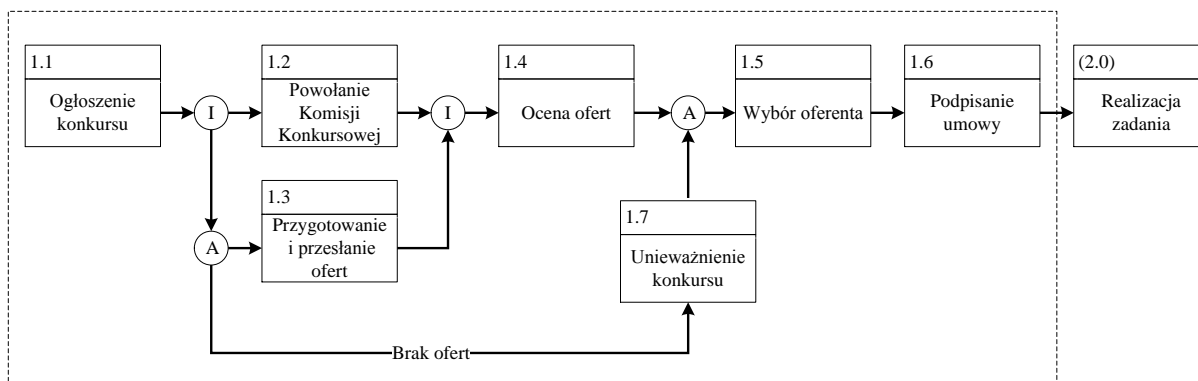 1.1
Ogłoszenie
konkursu
I
1.2
Powołanie
Komisji
Konkursowej
I
1.4
Ocena ofert
A
1.5
Wybór oferenta
1.6
Podpisanie
umowy
(2.0)
Realizacja
zadania
A
1.3
Przygotowanie
i przesłanie
ofert
1.7
Unieważnienie
konkursu
Brak ofert